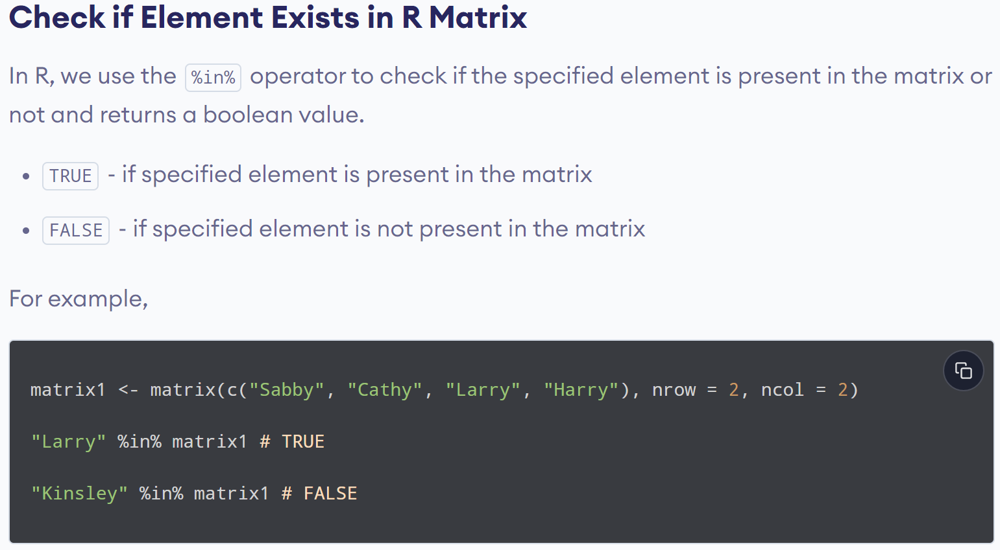 Check if Element Exists in R Matrix
In R, we use the %in% operator to check if the specified element is present in the matrix or
not and returns a boolean value.
• TRUE - if specified element is present in the matrix
• FALSE - if specified element is not present in the matrix
For example,
matrix1 <- matrix(c("Sabby", "Cathy", "Larry", "Harry"), nrow = 2, ncol = 2)
"Larry" %in% matrix1 # TRUE
"Kinsley" %in% matrix1 # FALSE